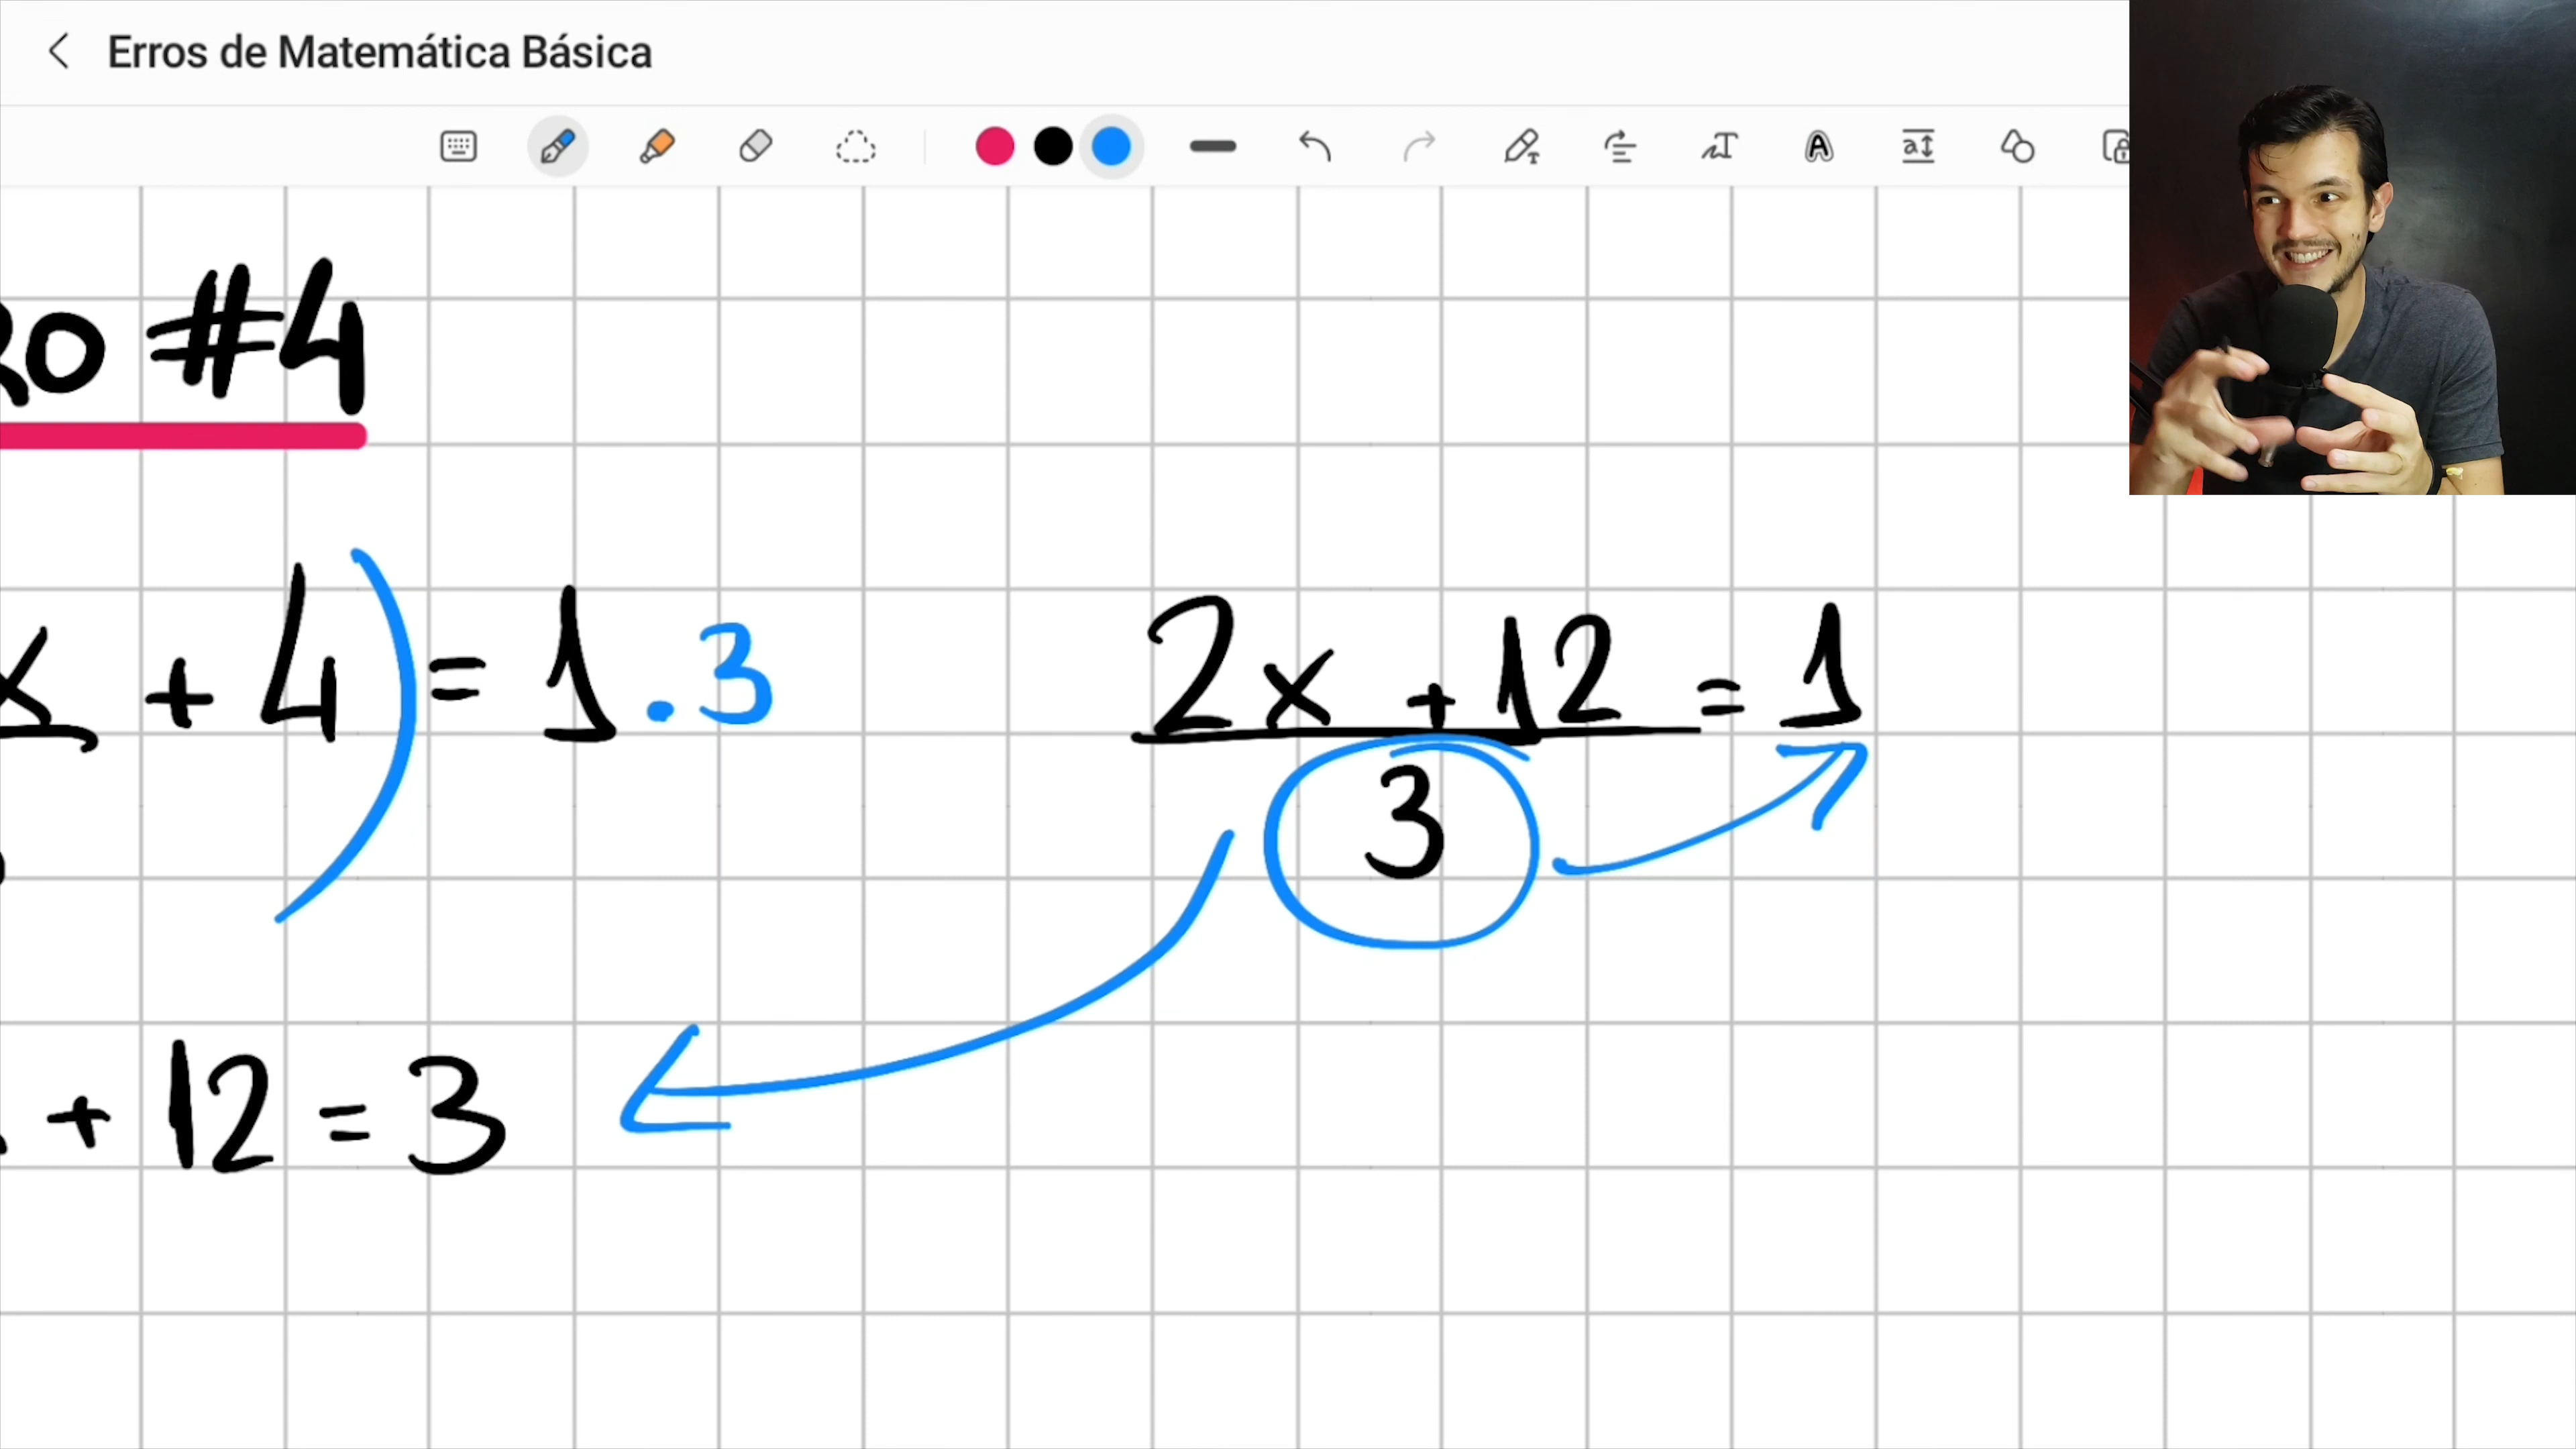 Erros de Matemática Básica
RO #4
x + 4) = 1 . 3
2x + 12 = 1
3
+ 12 = 3